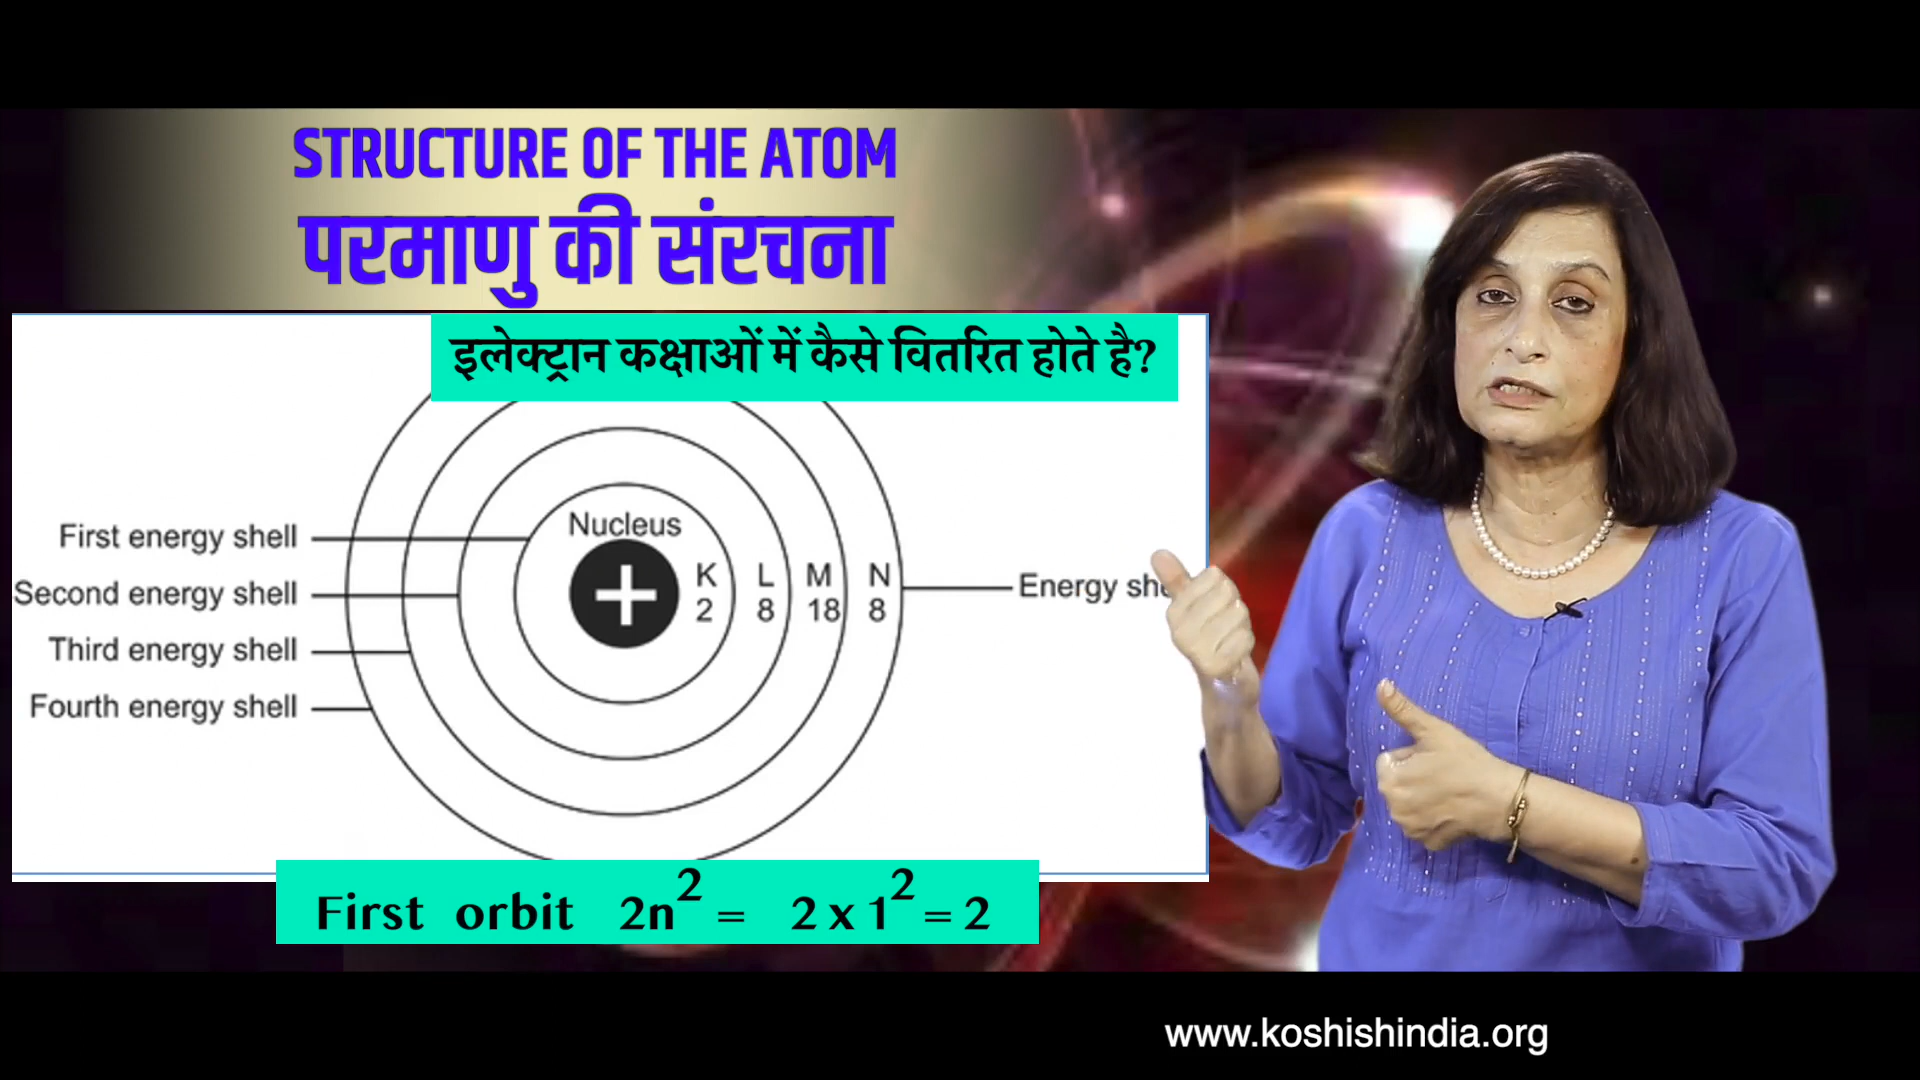 STRUCTURE OF THE ATOM
परमाणु की संरचना
इलेक्ट्रान कक्षाओं में कैसे वितरित होते है?
Nucleus
First energy shell
Second energy shell
Third energy shell
Fourth energy shell
K L M N
2 8 18 8
Energy
First orbit 2n² = 2 x 1² = 2
www.koshishindia.org